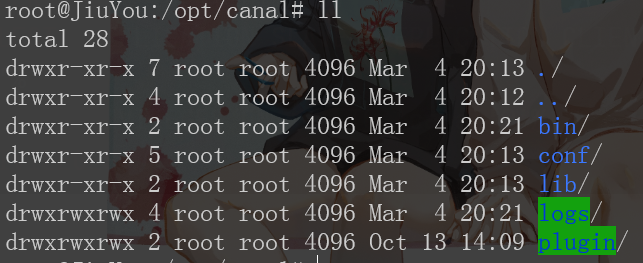 root@JiuYou:/opt/canal# ll
total 28
drwxr-xr-x 7 root root 4096 Mar  4 20:13 ./
drwxr-xr-x 4 root root 4096 Mar  4 20:12 ../
drwxr-xr-x 2 root root 4096 Mar  4 20:21 bin/
drwxr-xr-x 5 root root 4096 Mar  4 20:13 conf/
drwxr-xr-x 2 root root 4096 Mar  4 20:13 lib/
drwxrwxrwx 4 root root 4096 Mar  4 20:21 logs/
drwxrwxrwx 2 root root 4096 Oct 13 14:09 plugin/